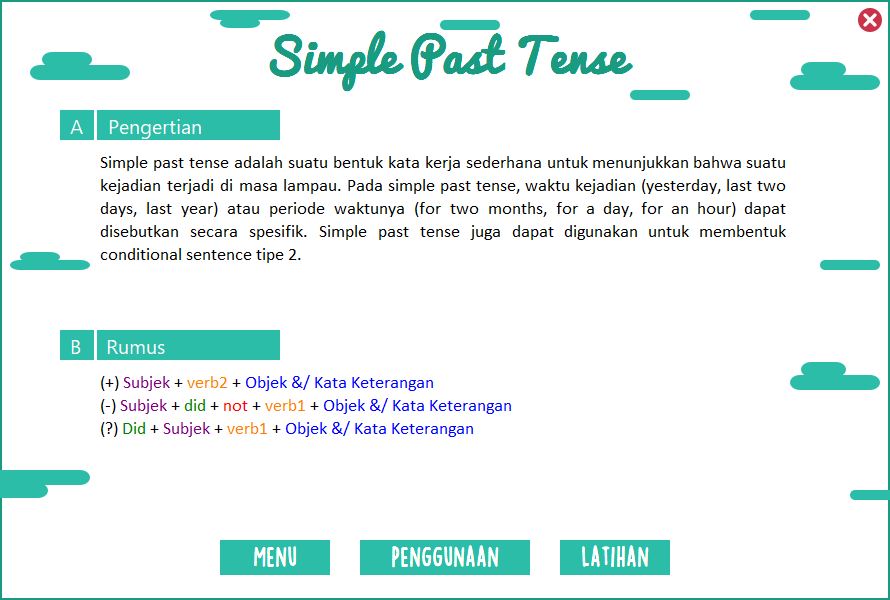 Simple Past Tense
A Pengertian
Simple past tense adalah suatu bentuk kata kerja sederhana untuk menunjukkan bahwa suatu
kejadian terjadi di masa lampau. Pada simple past tense, waktu kejadian (yesterday, last two
days, last year) atau periode waktunya (for two months, for a day, for an hour) dapat
disebutkan secara spesifik. Simple past tense juga dapat digunakan untuk membentuk
conditional sentence tipe 2.
B Rumus
(+) Subjek + verb2 + Objek &/ Kata Keterangan
(-) Subjek + did + not + verb1 + Objek &/ Kata Keterangan
(?) Did + Subjek + verb1 + Objek &/ Kata Keterangan
MENU PENGGUNAAN LATIHAN